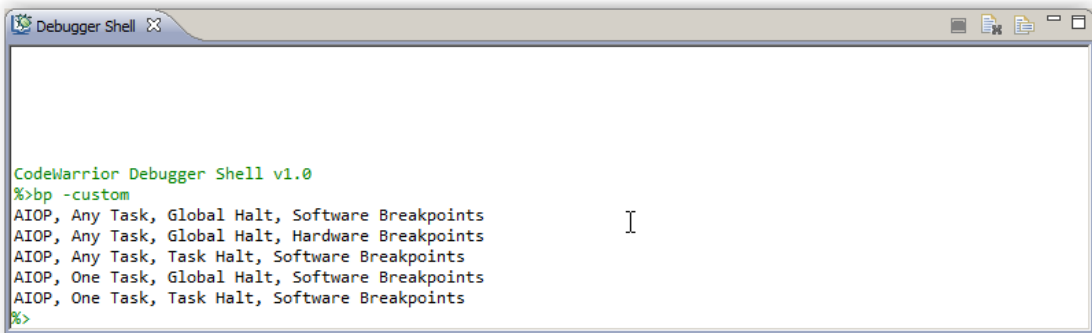 Debugger Shell
CodeWarrior Debugger Shell v1.0
%>bp -custom
AIOP, Any Task, Global Halt, Software Breakpoints
AIOP, Any Task, Global Halt, Hardware Breakpoints
AIOP, Any Task, Task Halt, Software Breakpoints
AIOP, One Task, Global Halt, Software Breakpoints
AIOP, One Task, Task Halt, Software Breakpoints
%>